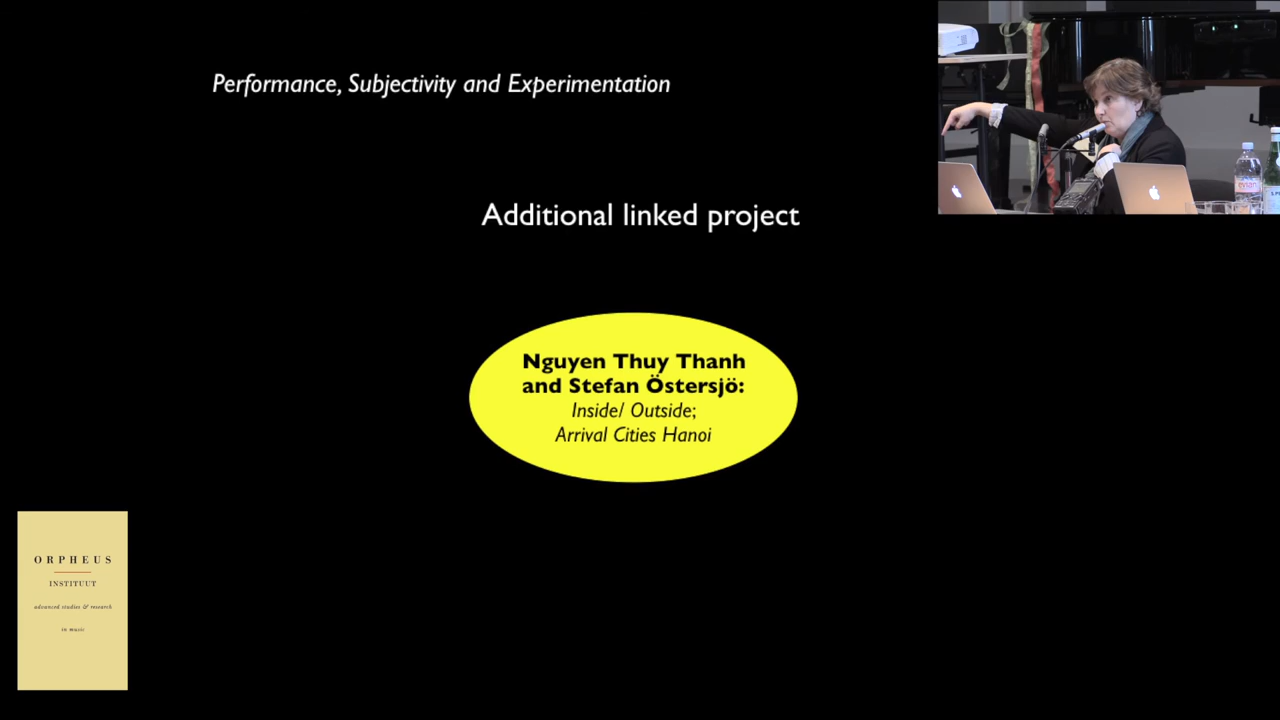 Performance, Subjectivity and Experimentation
Additional linked project
Nguyen Thuy Thanh
and Stefan Östersjö:
Inside/ Outside;
Arrival Cities Hanoi
ORPHEUS
INSTITUUT
advanced studies & research
in music
evian